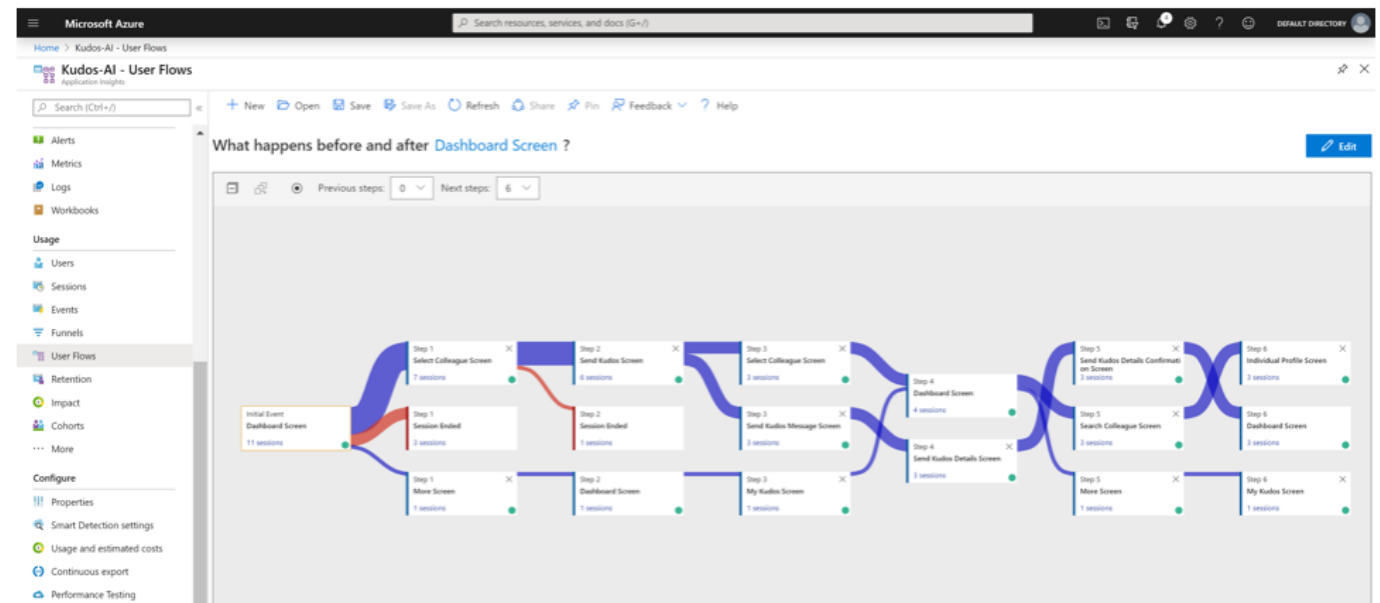 Microsoft Azure
Search resources, services, and docs (G+/)
4
?
DEFAULT DIRECTORY
Home > Kudos-AI - User Flows
Kudos-AI - User Flows
Application Insights
Search (Ctrl+/)
«
New Open Save Save As Refresh Share Pin Feedback ? Help
Alerts
Metrics
Logs
Workbooks
Usage
Users
Sessions
Events
Funnels
User Flows
Retention
Impact
Cohorts
More
Configure
Properties
Smart Detection settings
Usage and estimated costs
Continuous export
Performance Testing
What happens before and after Dashboard Screen ?
Edit
Previous steps: 0 Next steps: 6
Initial Event
Dashboard Screen
11 sessions
Step 1
Select Colleague Screen
7 sessions
Step 1
Session Ended
3 sessions
Step 1
More Screen
1 sessions
Step 2
Send Kudos Screen
6 sessions
Step 2
Session Ended
1 sessions
Step 2
Dashboard Screen
1 sessions
Step 3
Select Colleague Screen
3 sessions
Step 3
Send Kudos Message Screen
3 sessions
Step 3
My Kudos Screen
1 sessions
Step 4
Dashboard Screen
4 sessions
Step 4
Send Kudos Details Screen
3 sessions
Step 5
Send Kudos Details Confirmati
on Screen
3 sessions
Step 5
Search Colleague Screen
3 sessions
Step 5
More Screen
1 sessions
Step 6
Individual Profile Screen
3 sessions
Step 6
Dashboard Screen
3 sessions
Step 6
My Kudos Screen
1 sessions